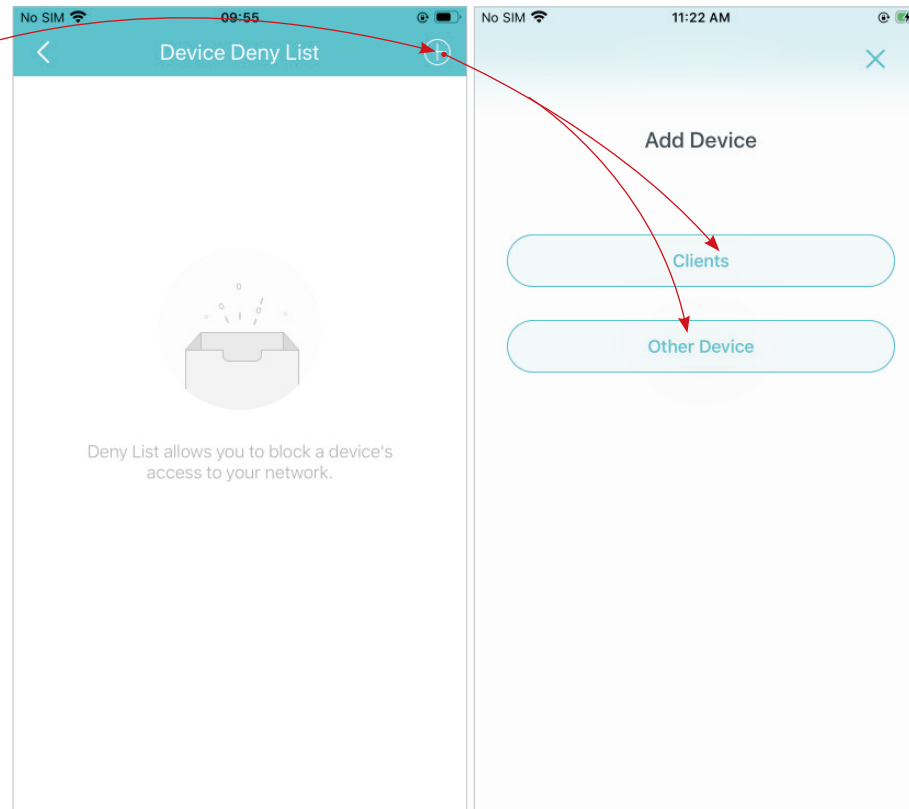 No SIM 09:55
Device Deny List
Deny List allows you to block a device's
access to your network.
No SIM 11:22 AM
Add Device
Clients
Other Device